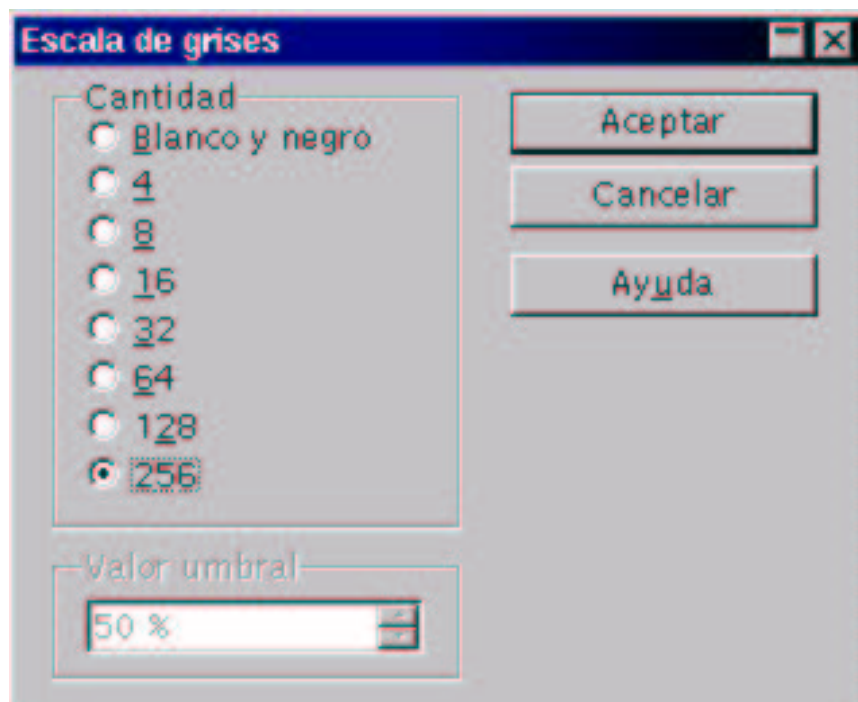 Escala de grises
Cantidad
Blanco y negro
4
8
16
32
64
128
256
Aceptar
Cancelar
Ayuda
Valor umbral
50 %